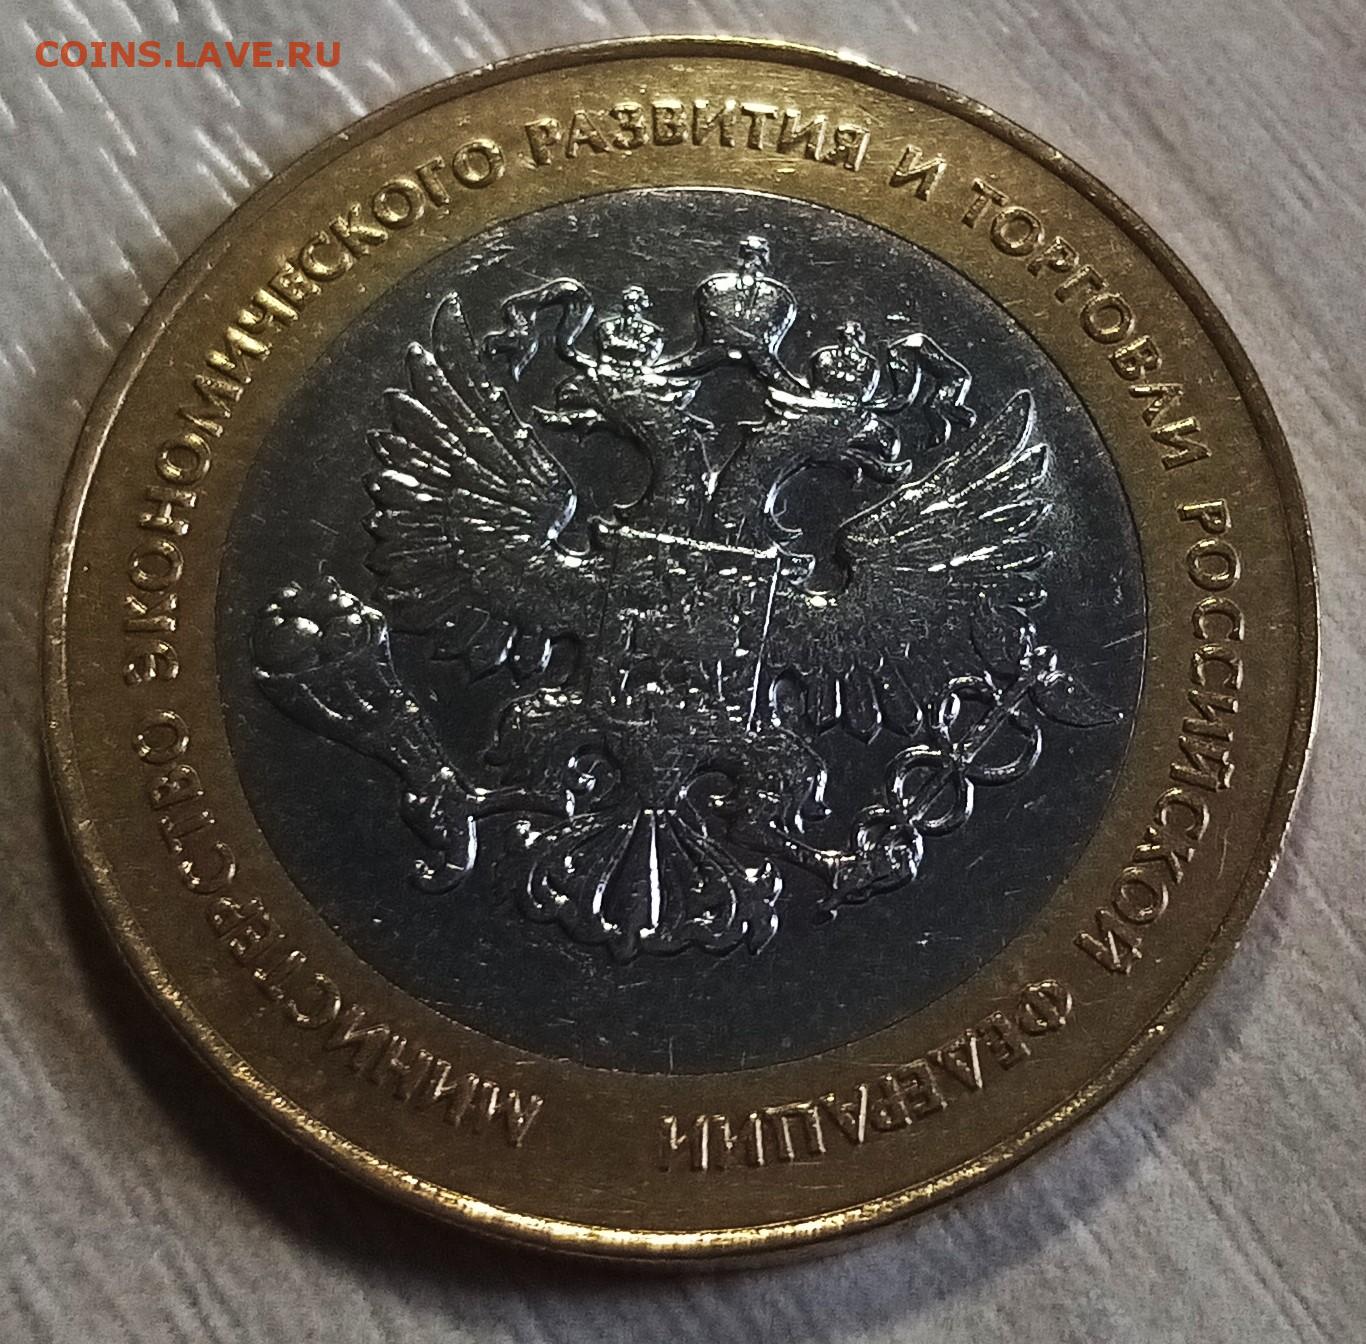 COINS.LAVE.RU
МИНИСТЕРСТВО ЭКОНОМИЧЕСКОГО РАЗВИТИЯ И ТОРГОВЛИ РОССИЙСКОЙ ФЕДЕРАЦИИ